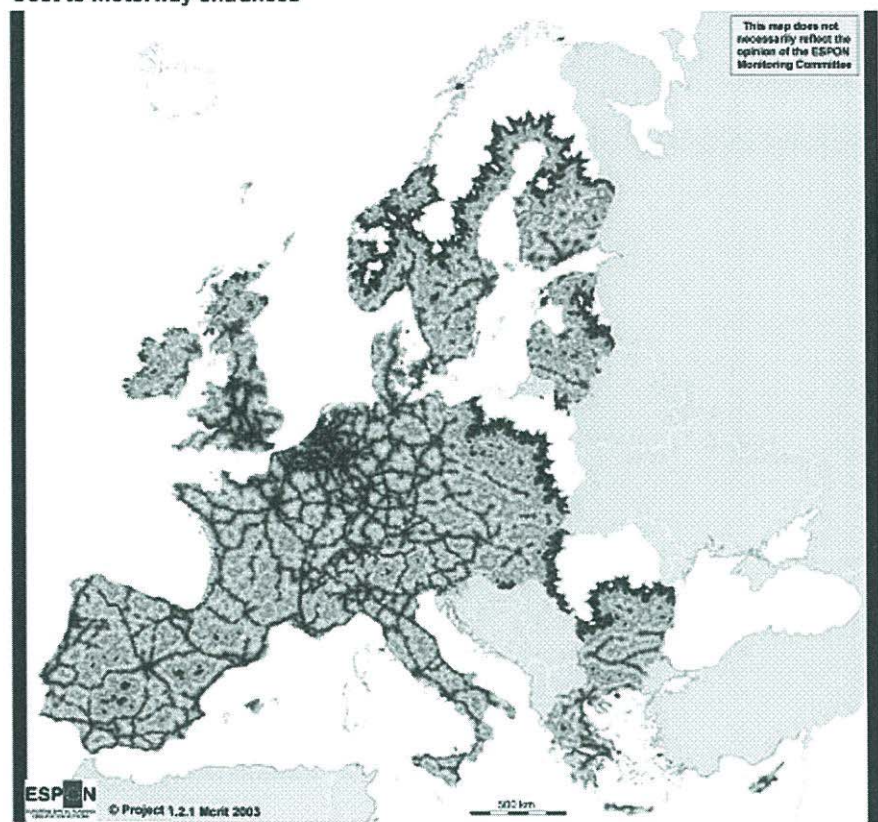 This map does not
necessarily reflect the
opinion of the ESPON
Monitoring Committee
ESPON
© Project 1.2.1 Mcrit 2003
500 km